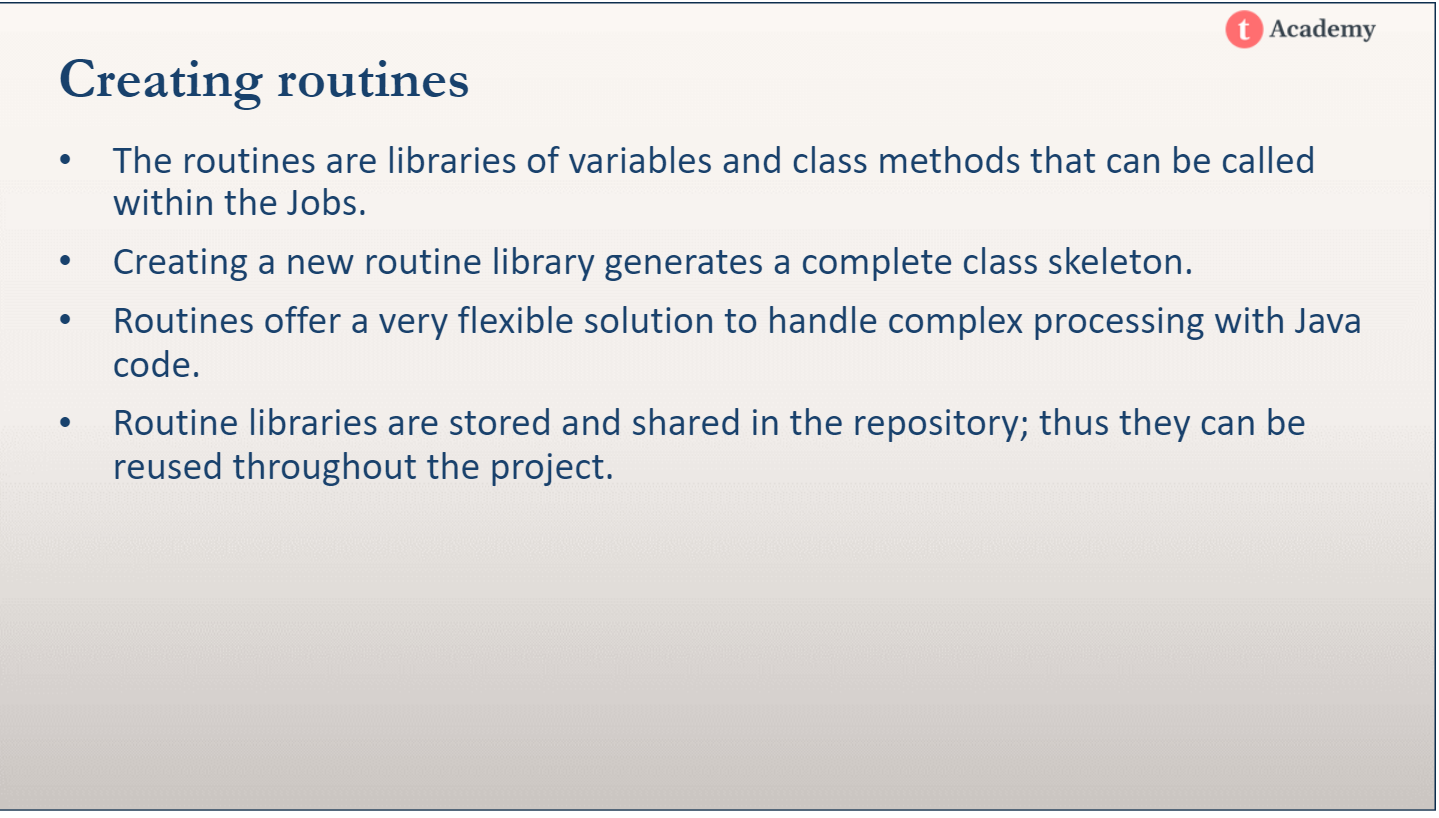 t Academy
Creating routines
• The routines are libraries of variables and class methods that can be called
within the Jobs.
• Creating a new routine library generates a complete class skeleton.
• Routines offer a very flexible solution to handle complex processing with Java
code.
• Routine libraries are stored and shared in the repository; thus they can be
reused throughout the project.